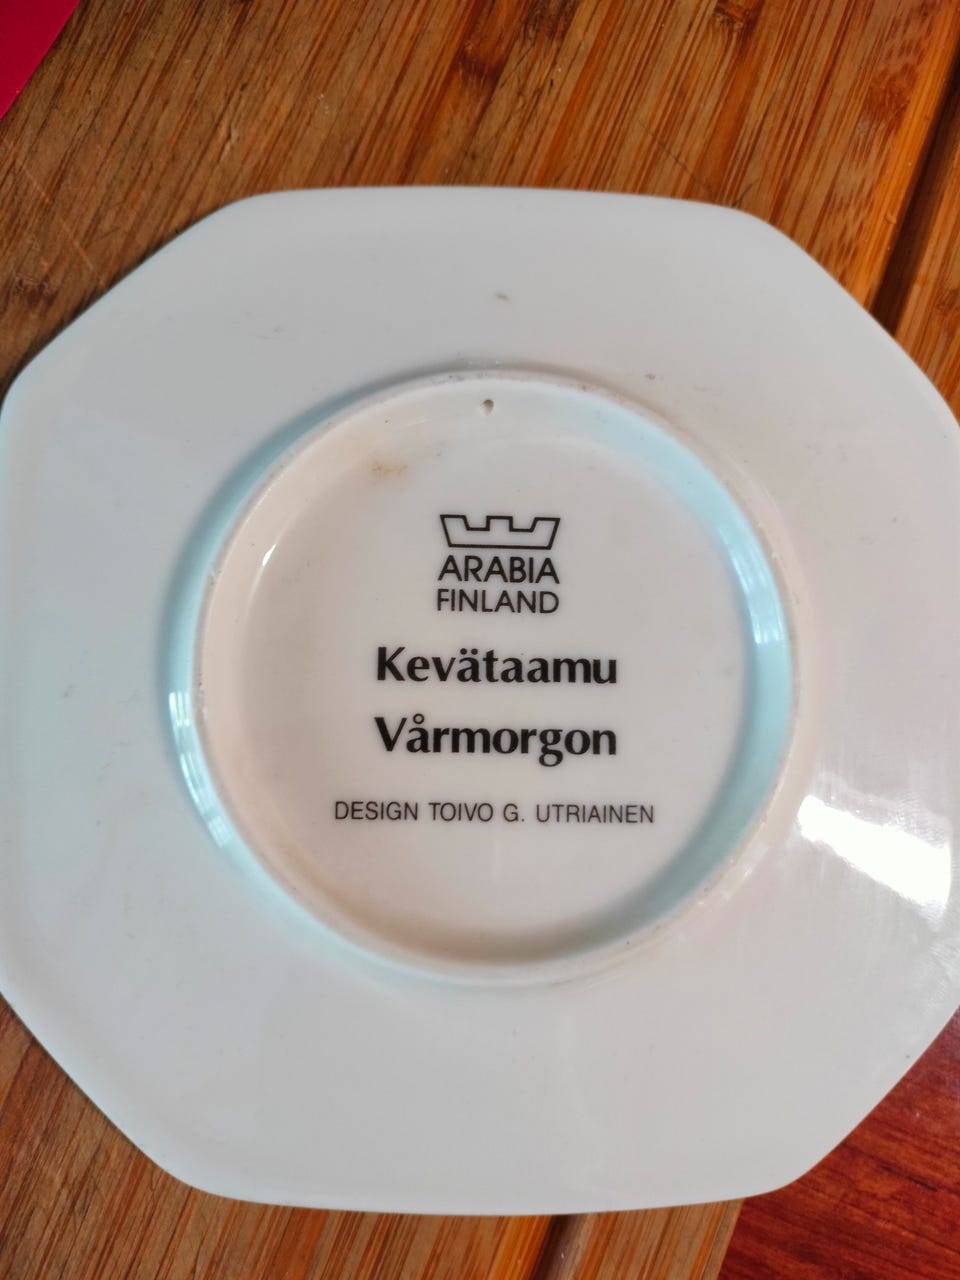 ARABIA
FINLAND
Kevätaamu
Vårmorgon
DESIGN TOIVO G. UTRIAINEN